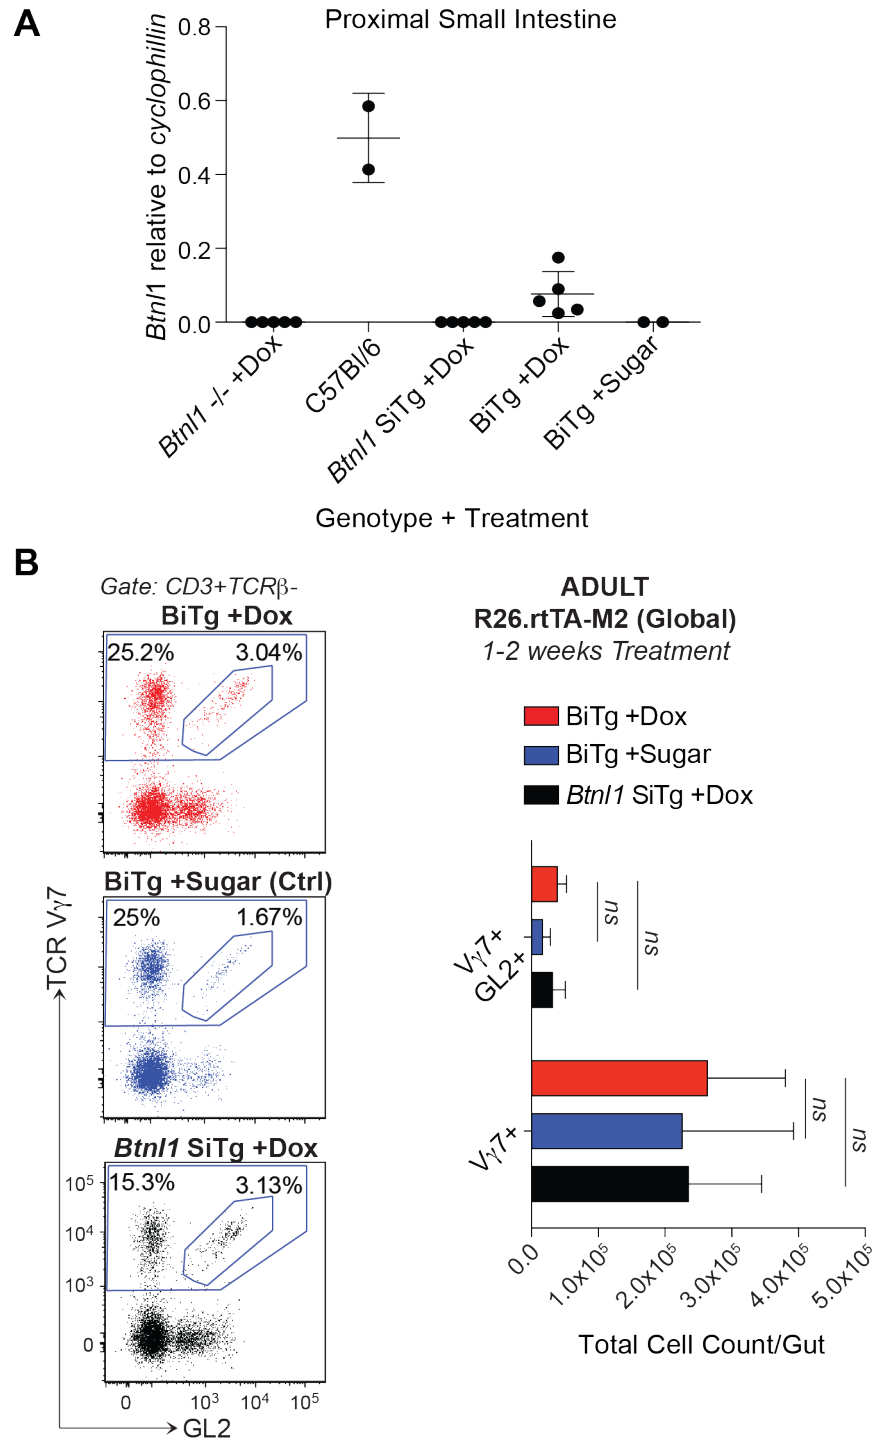 A
Proximal Small Intestine
Btnl1 relative to cyclophillin
0.8
0.6
0.4
0.2
0.0
Btnl1 -/- +Dox
C57Bl/6
Btnl1 SiTg +Dox
BiTg +Dox
BiTg +Sugar
Genotype + Treatment
B
Gate: CD3+TCRβ-
BiTg +Dox
25.2% 3.04%
BiTg +Sugar (Ctrl)
25% 1.67%
Btnl1 SiTg +Dox
15.3% 3.13%
10⁵
10⁴
10³
0
0 10³ 10⁴ 10⁵
TCR Vγ7
GL2
ADULT
R26.rtTA-M2 (Global)
1-2 weeks Treatment
BiTg +Dox
BiTg +Sugar
Btnl1 SiTg +Dox
Vγ7+
GL2+
ns
ns
Vγ7+
ns
ns
0.0
1.0x10⁵
2.0x10⁵
3.0x10⁵
4.0x10⁵
5.0x10⁵
Total Cell Count/Gut